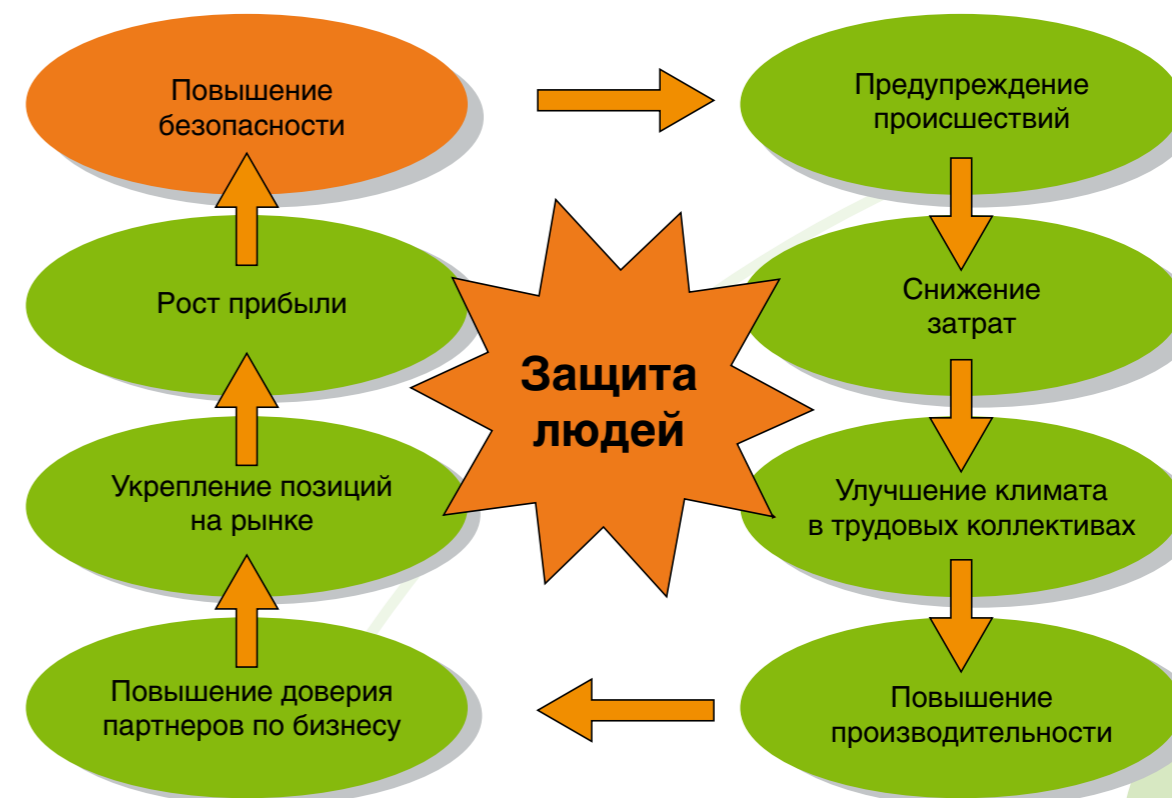 Повышение
безопасности
Предупреждение
происшествий
Рост прибыли
Снижение
затрат
Защита
людей
Укрепление позиций
на рынке
Улучшение климата
в трудовых коллективах
Повышение доверия
партнеров по бизнесу
Повышение
производительности